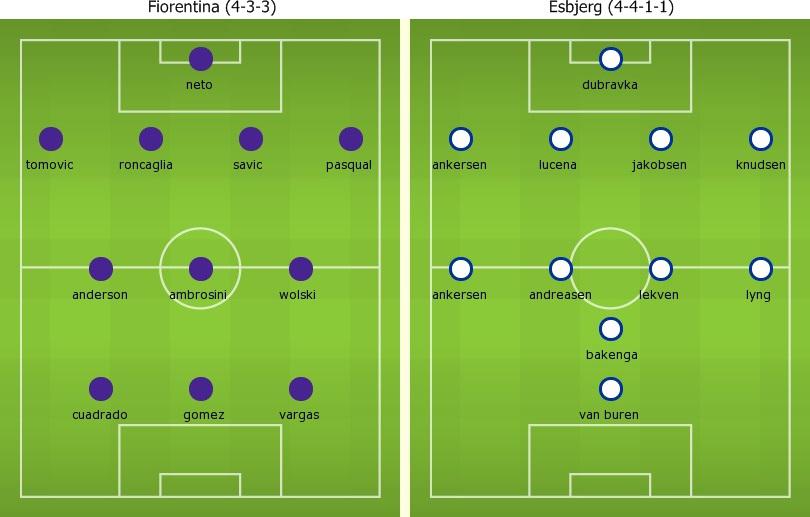 Fiorentina (4-3-3)
neto
tomovic roncaglia savic pasqual
anderson ambrosini wolski
cuadrado gomez vargas
Esbjerg (4-4-1-1)
dubravka
ankersen lucena jakobsen knudsen
ankersen andreasen lekven lyng
bakenga
van buren